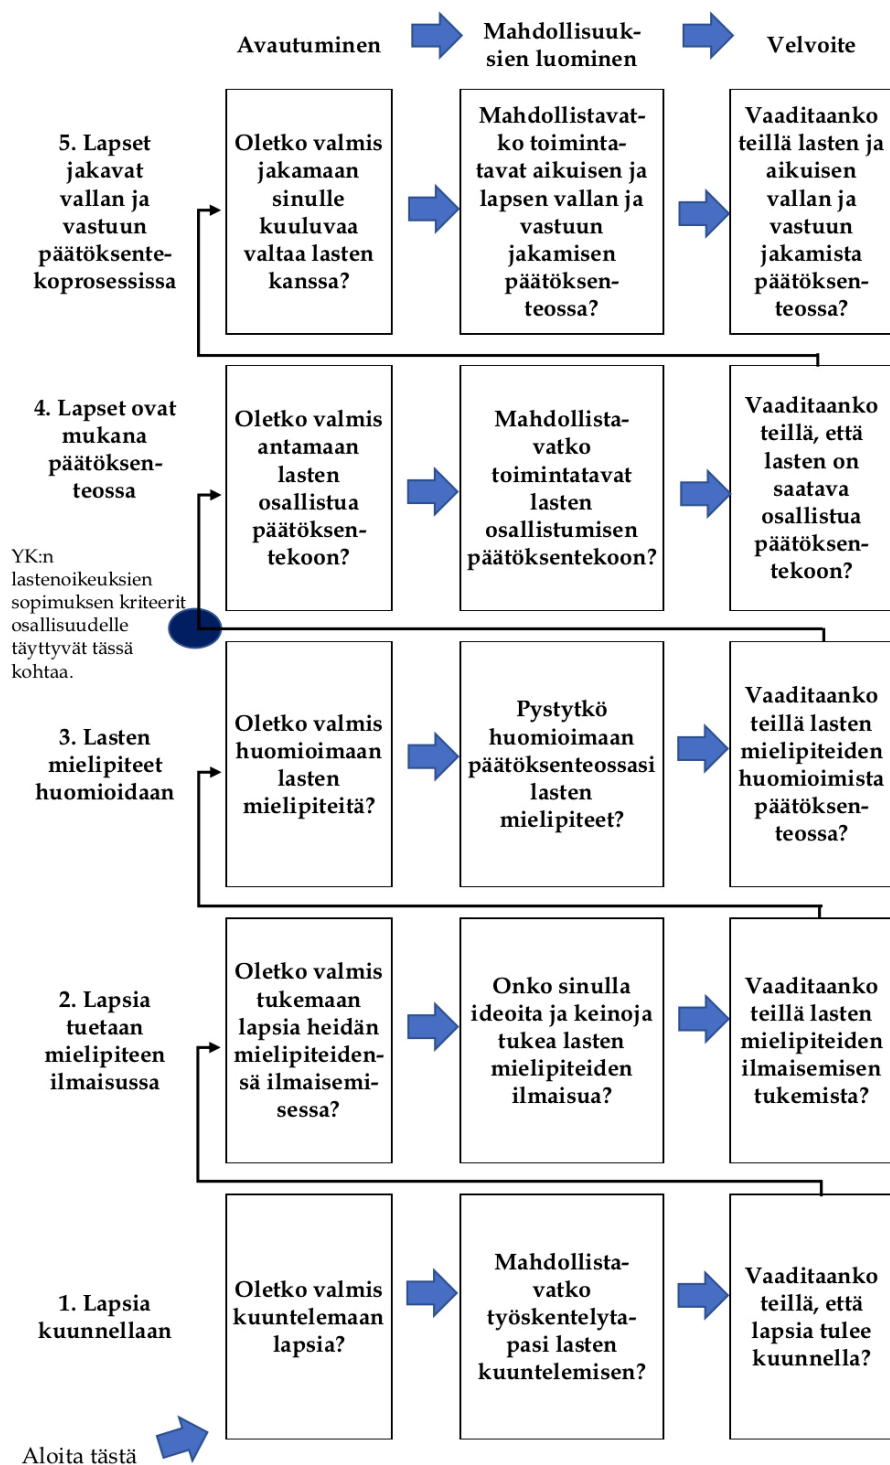 Avautuminen
Mahdollisuuk-
sien luominen
Velvoite
5. Lapset
jakavat
vallan ja
vastuun
päätöksente-
koprosessissa
Oletko valmis
jakamaan
sinulle
kuuluvaa
valtaa lasten
kanssa?
Mahdollistavat-
ko toiminta-
tavat aikuisen ja
lapsen vallan ja
vastuun
jakamisen
päätöksen-
teossa?
Vaaditaanko
teillä lasten ja
aikuisen
vallan ja
vastuun
jakamista
päätöksen-
teossa?
4. Lapset ovat
mukana
päätöksen-
teossa
Oletko valmis
antamaan
lasten
osallistua
päätöksen-
tekoon?
Mahdollista-
vatko
toimintatavat
lasten
osallistumisen
päätöksentekoon?
Vaaditaanko
teillä, että
lasten on
saatava
osallistua
päätöksen-
tekoon?
YK:n
lastenoikeuksien
sopimuksen kriteerit
osallisuudelle
täyttyvät tässä
kohtaa.
3. Lasten
mielipiteet
huomioidaan
Oletko valmis
huomioimaan
lasten
mielipiteitä?
Pystytkö
huomioimaan
päätöksenteossasi
lasten
mielipiteet?
Vaaditaanko
teillä lasten
mielipiteiden
huomioimista
päätöksen-
teossa?
2. Lapsia
tuetaan
mielipiteen
ilmaisussa
Oletko valmis
tukemaan
lapsia heidän
mielipiteiden-
sä ilmaisemi-
sessa?
Onko sinulla
ideoita ja keinoja
tukea lasten
mielipiteiden
ilmaisua?
Vaaditaanko
teillä lasten
mielipiteiden
ilmaisemisen
tukemista?
1. Lapsia
kuunnellaan
Oletko valmis
kuuntelemaan
lapsia?
Mahdollista-
vatko
työskentelyta-
pasi lasten
kuuntelemisen?
Vaaditaanko
teillä, että
lapsia tulee
kuunnella?
Aloita tästä